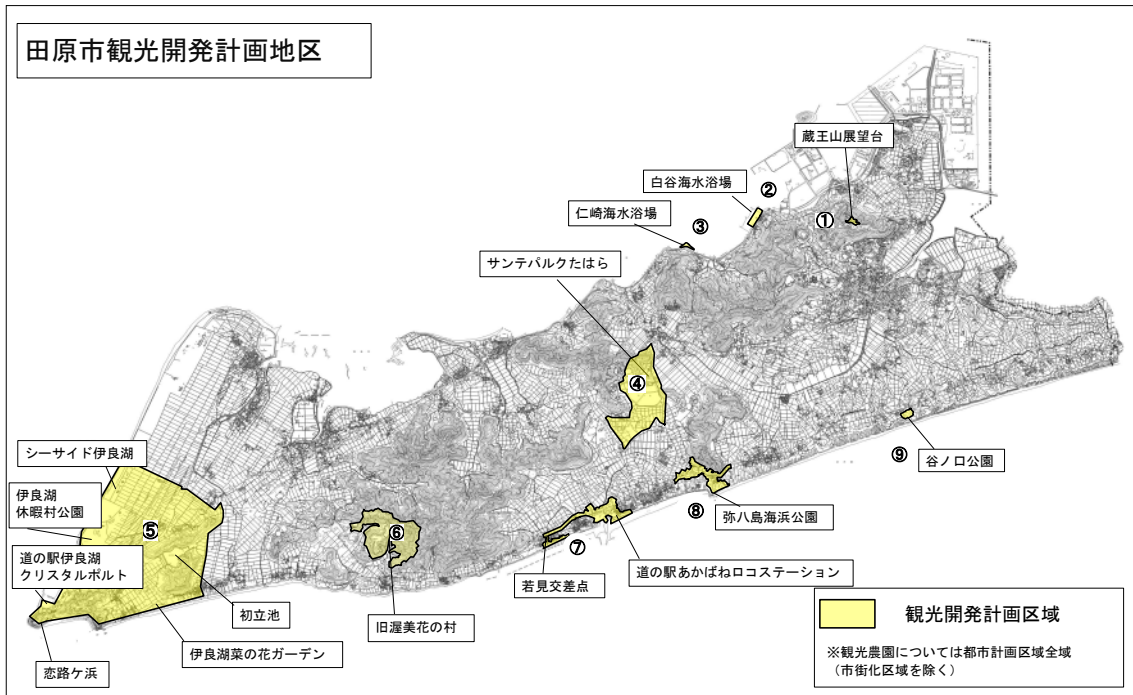 田原市観光開発計画地区
蔵王山展望台
白谷海水浴場
②
仁崎海水浴場
③
①
サンテパルクたはら
④
シーサイド伊良湖
伊良湖
休暇村公園
⑤
道の駅伊良湖
クリスタルポルト
初立池
伊良湖菜の花ガーデン
恋路ケ浜
⑥
旧渥美花の村
⑦
若見交差点
道の駅あかばねロコステーション
⑧
弥八島海浜公園
⑨
谷ノ口公園
観光開発計画区域
※観光農園については都市計画区域全域
（市街化区域を除く）